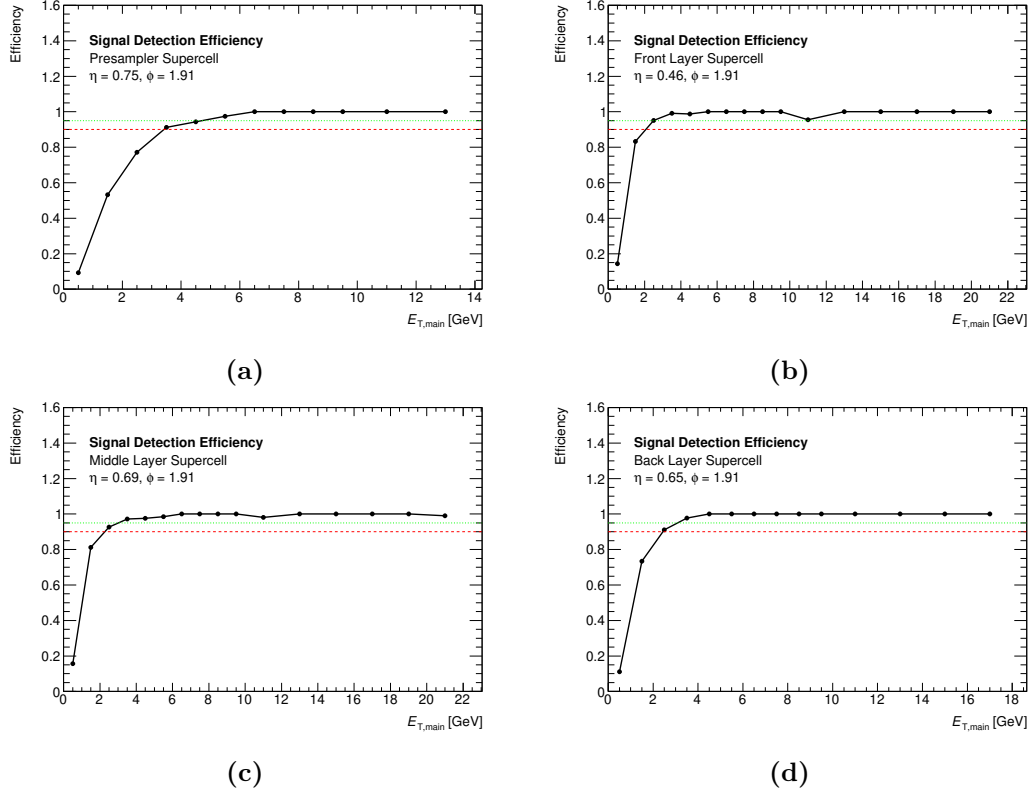 Efficiency
1.6
1.4
1.2
1
0.8
0.6
0.4
0.2
0
Signal Detection Efficiency
Presampler Supercell
η = 0.75, ϕ = 1.91
0 2 4 6 8 10 12 14
E_T,main [GeV]
(a)
Efficiency
1.6
1.4
1.2
1
0.8
0.6
0.4
0.2
0
Signal Detection Efficiency
Front Layer Supercell
η = 0.46, ϕ = 1.91
0 2 4 6 8 10 12 14 16 18 20 22
E_T,main [GeV]
(b)
Efficiency
1.6
1.4
1.2
1
0.8
0.6
0.4
0.2
0
Signal Detection Efficiency
Middle Layer Supercell
η = 0.69, ϕ = 1.91
0 2 4 6 8 10 12 14 16 18 20 22
E_T,main [GeV]
(c)
Efficiency
1.6
1.4
1.2
1
0.8
0.6
0.4
0.2
0
Signal Detection Efficiency
Back Layer Supercell
η = 0.65, ϕ = 1.91
0 2 4 6 8 10 12 14 16 18
E_T,main [GeV]
(d)